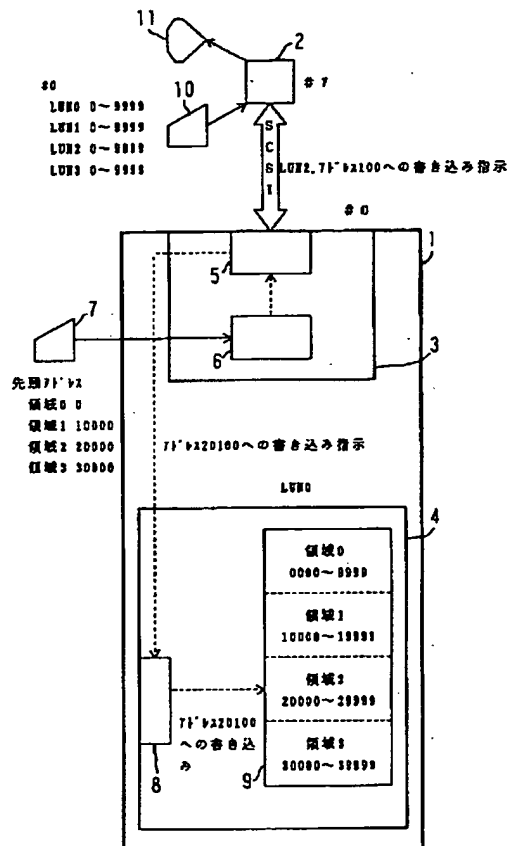 11
2
#0
10
#7
LUN0 0~9999
LUN1 0~9999
LUN2 0~9999
LUN3 0~9999
SCSI
LUN2,アドレス100への書き込み指示
#0
1
5
7
6
3
先頭アドレス
領域0 0
領域1 10000
領域2 20000
領域3 30000
アドレス20100への書き込み指示
LUN0
4
領域0
0000~9999
領域1
10000~19999
領域2
20000~29999
アドレス20100
への書き込
み
領域3
30000~39999
8
9